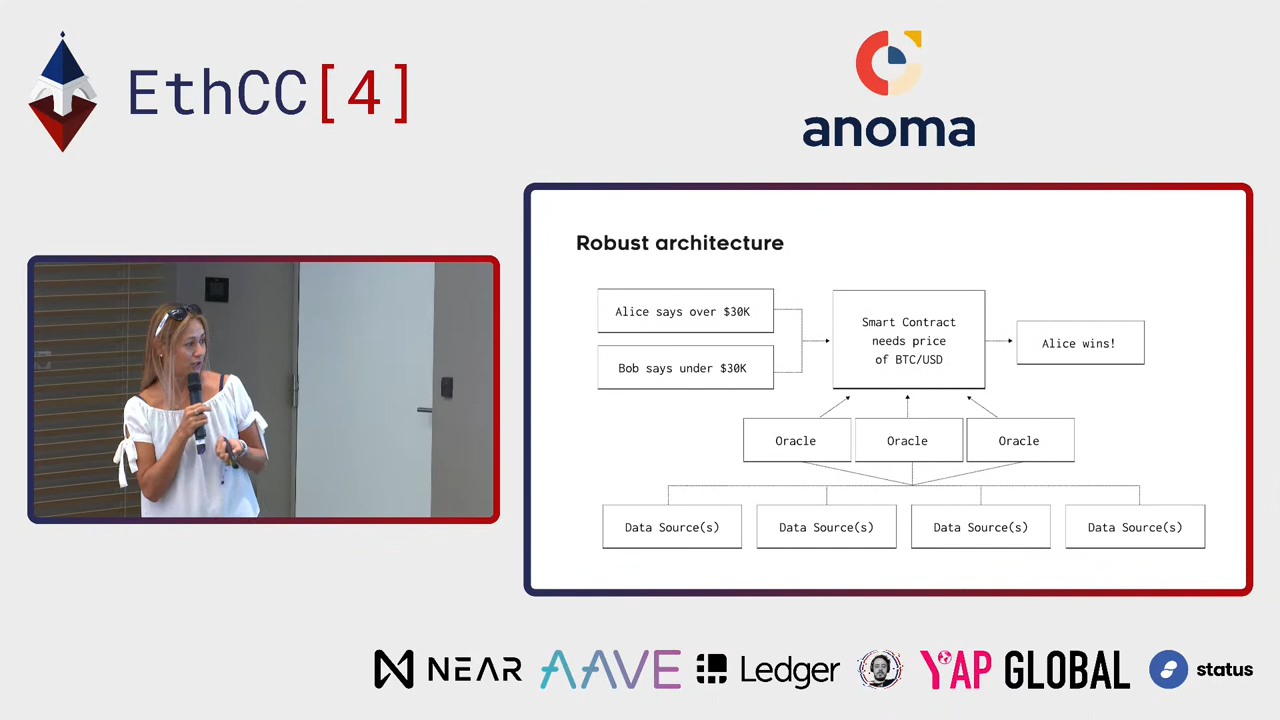 EthCC[4]
anoma
Robust architecture
Alice says over $30K
Bob says under $30K
Smart Contract
needs price
of BTC/USD
Alice wins!
Oracle
Oracle
Oracle
Data Source(s)
Data Source(s)
Data Source(s)
Data Source(s)
NEAR
AAVE
Ledger
YAP GLOBAL
status